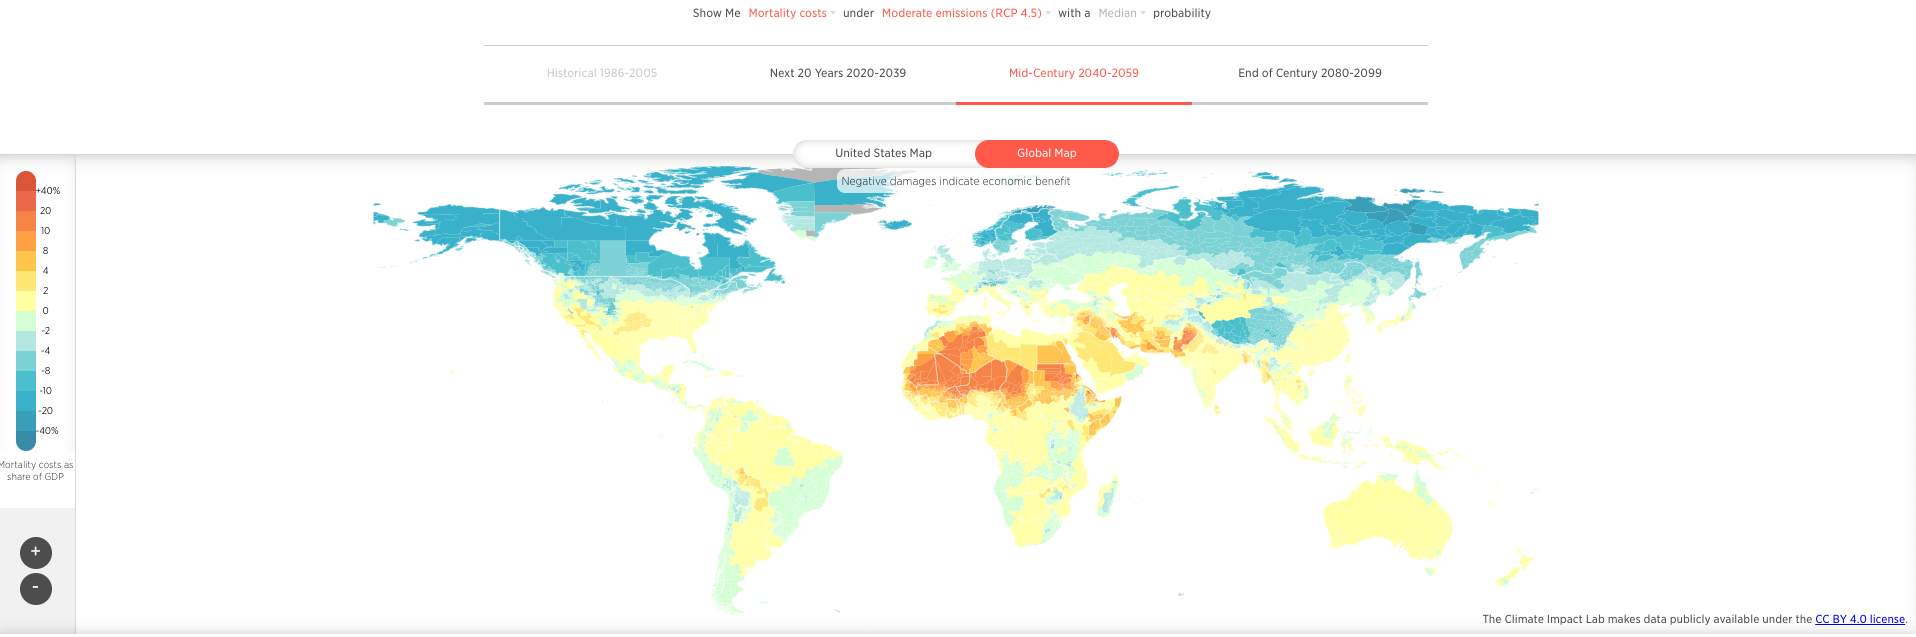 Show Me Mortality costs under Moderate emissions (RCP 4.5) with a Median probability
Historical 1986-2005
Next 20 Years 2020-2039
Mid-Century 2040-2059
End of Century 2080-2099
United States Map
Global Map
Negative damages indicate economic benefit
+40%
20
10
8
4
2
0
-2
-4
-8
-10
-20
-40%
Mortality costs as
share of GDP
+
-
The Climate Impact Lab makes data publicly available under the CC BY 4.0 license.